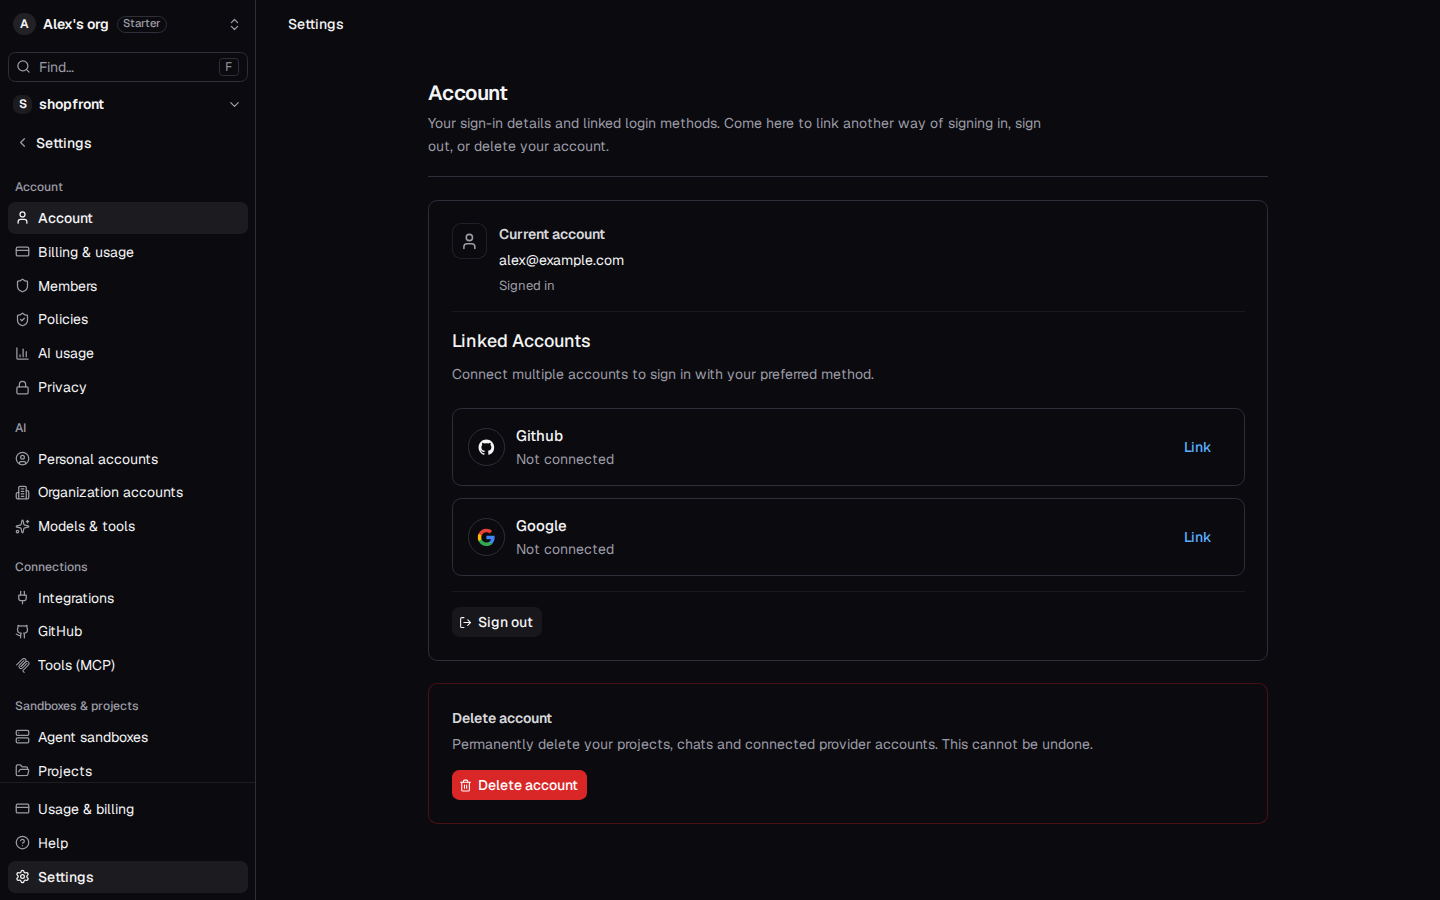 A Alex's org Starter
Find... F
S shopfront
Settings
Account
Account
Billing & usage
Members
Policies
AI usage
Privacy
AI
Personal accounts
Organization accounts
Models & tools
Connections
Integrations
GitHub
Tools (MCP)
Sandboxes & projects
Agent sandboxes
Projects
Usage & billing
Help
Settings
Settings
Account
Your sign-in details and linked login methods. Come here to link another way of signing in, sign
out, or delete your account.
Current account
alex@example.com
Signed in
Linked Accounts
Connect multiple accounts to sign in with your preferred method.
Github
Not connected
Link
Google
Not connected
Link
Sign out
Delete account
Permanently delete your projects, chats and connected provider accounts. This cannot be undone.
Delete account